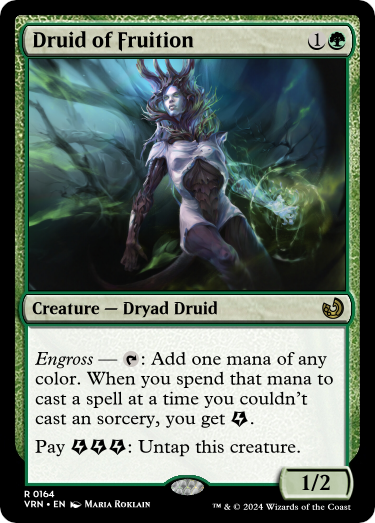 Druid of Fruition 1
Creature — Dryad Druid
Engross — : Add one mana of any
color. When you spend that mana to
cast a spell at a time you couldn't
cast an sorcery, you get .
Pay : Untap this creature.
1/2
R 0164
VRN • EN Maria Roklain
™ & © 2024 Wizards of the Coast